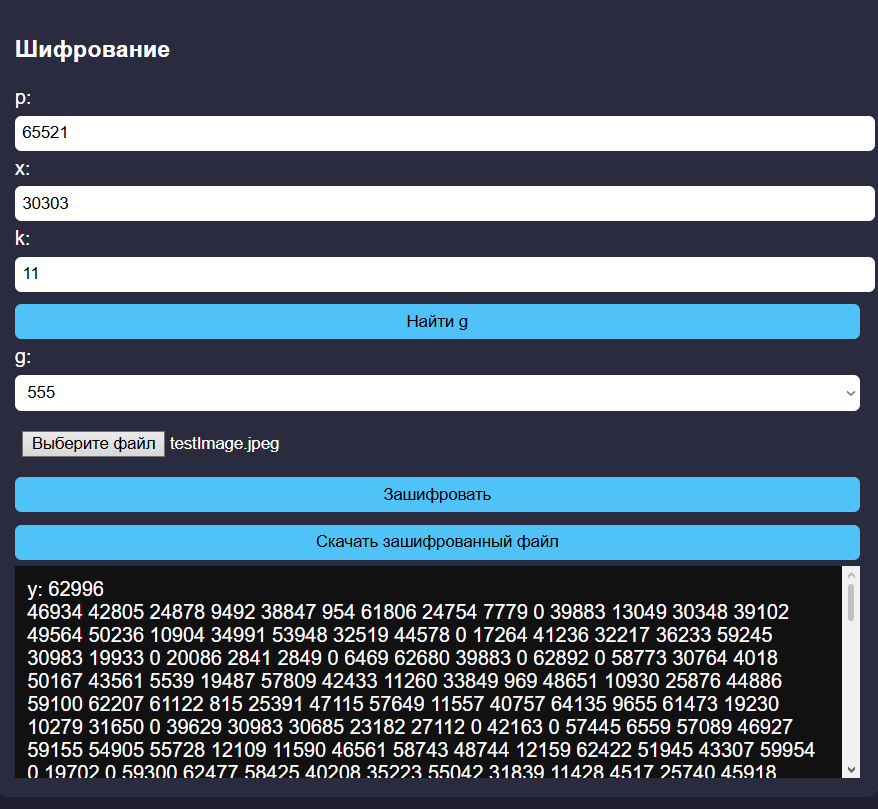 Шифрование
p:
65521
x:
30303
k:
11
Найти g
g:
555
Выберите файл testImage.jpeg
Зашифровать
Скачать зашифрованный файл
y: 62996
46934 42805 24878 9492 38847 954 61806 24754 7779 0 39883 13049 30348 39102
49564 50236 10904 34991 53948 32519 44578 0 17264 41236 32217 36233 59245
30983 19933 0 20086 2841 2849 0 6469 62680 39883 0 62892 0 58773 30764 4018
50167 43561 5539 19487 57809 42433 11260 33849 969 48651 10930 25876 44886
59100 62207 61122 815 25391 47115 57649 11557 40757 64135 9655 61473 19230
10279 31650 0 39629 30983 30685 23182 27112 0 42163 0 57445 6559 57089 46927
59155 54905 55728 12109 11590 46561 58743 48744 12159 62422 51945 43307 59954
0 19702 0 59300 62477 58425 40208 35223 55042 31839 11428 4517 25740 45918